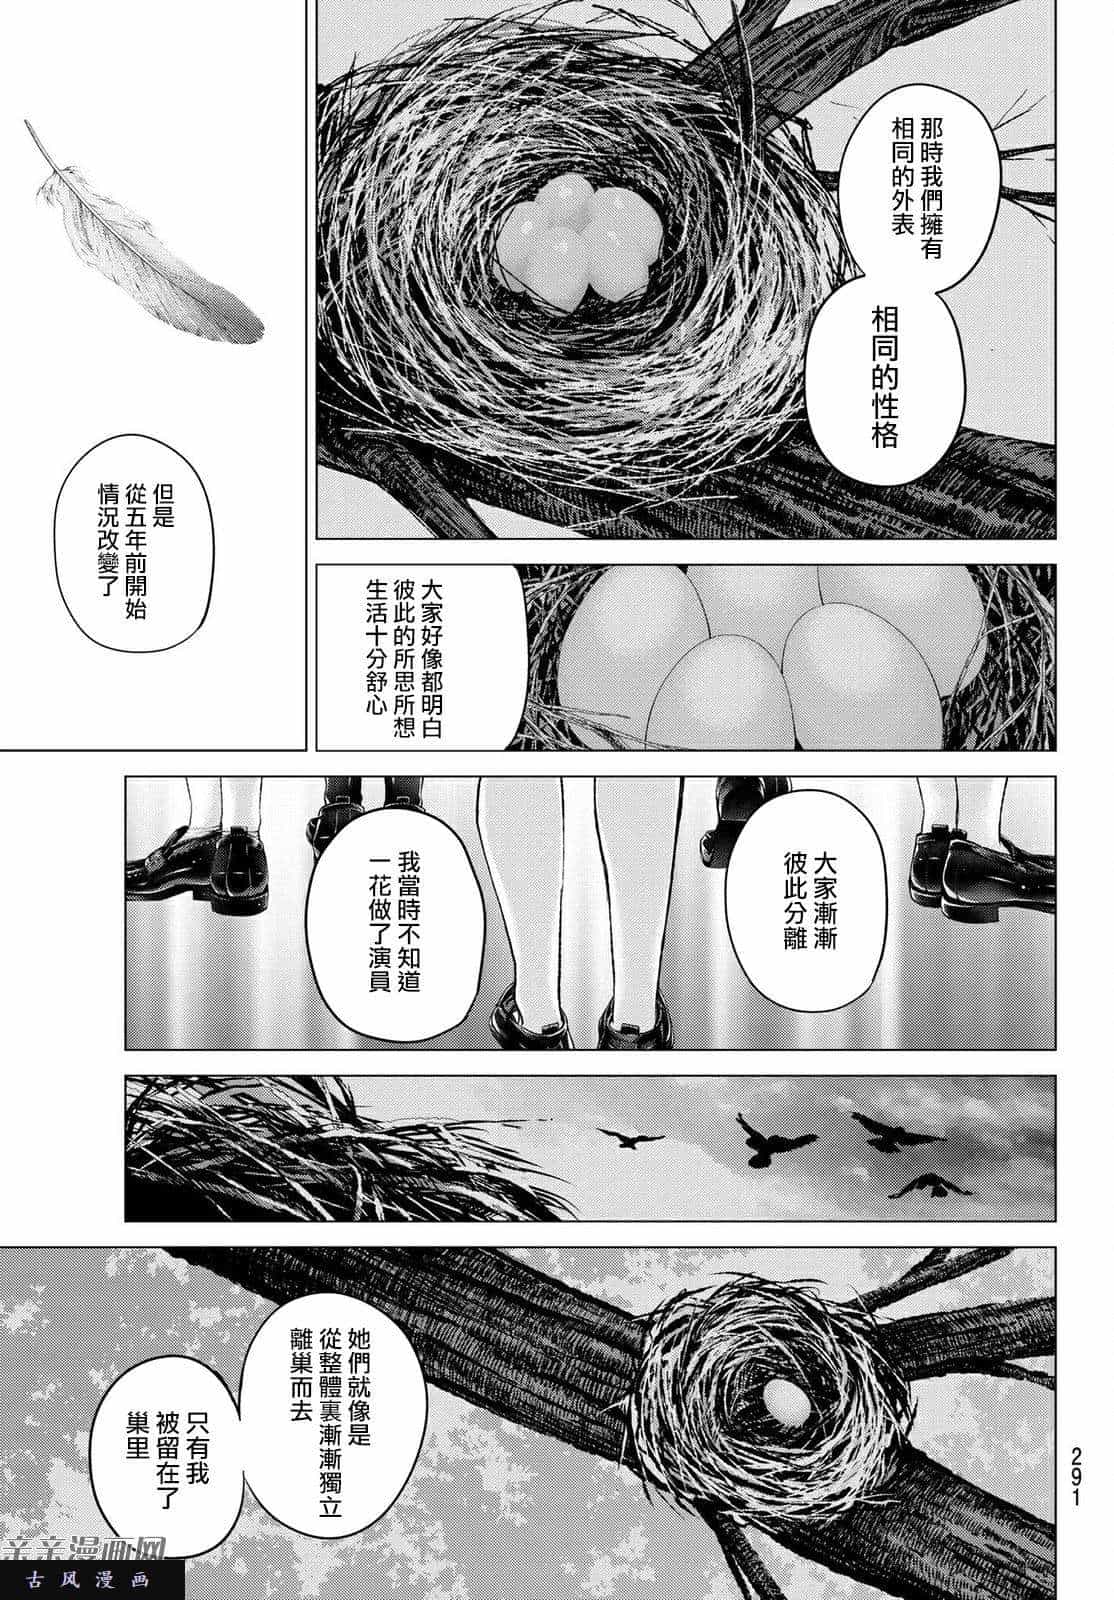 那時我們擁有
相同的外表
相同的性格
大家好像都明白
彼此的所思所想
生活十分舒心
但是
從五年前開始
情況改變了
大家漸漸
彼此分離
我當時不知道
一花做了演員
她們就像是
從整體裏漸漸獨立
離巢而去
只有我
被留在了
巢里
291
亲亲漫画网
古风漫画